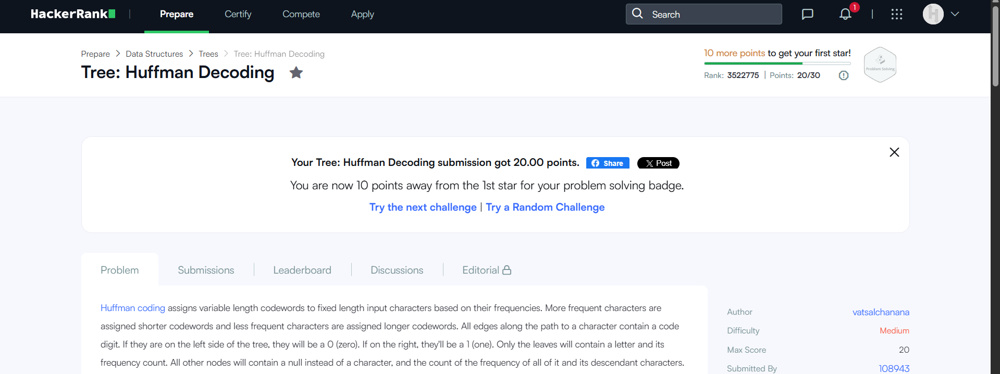 HackerRank | Prepare Certify Compete Apply Search 1 |
Prepare > Data Structures > Trees > Tree: Huffman Decoding
Tree: Huffman Decoding
10 more points to get your first star!
Rank: 3522775 | Points: 20/30
Problem Solving
Your Tree: Huffman Decoding submission got 20.00 points. Share Post
You are now 10 points away from the 1st star for your problem solving badge.
Try the next challenge | Try a Random Challenge
Problem Submissions Leaderboard Discussions Editorial
Huffman coding assigns variable length codewords to fixed length input characters based on their frequencies. More frequent characters are
assigned shorter codewords and less frequent characters are assigned longer codewords. All edges along the path to a character contain a code
digit. If they are on the left side of the tree, they will be a 0 (zero). If on the right, they'll be a 1 (one). Only the leaves will contain a letter and its
frequency count. All other nodes will contain a null instead of a character, and the count of the frequency of all of it and its descendant characters.
Author vatsalchanana
Difficulty Medium
Max Score 20
Submitted By 108943